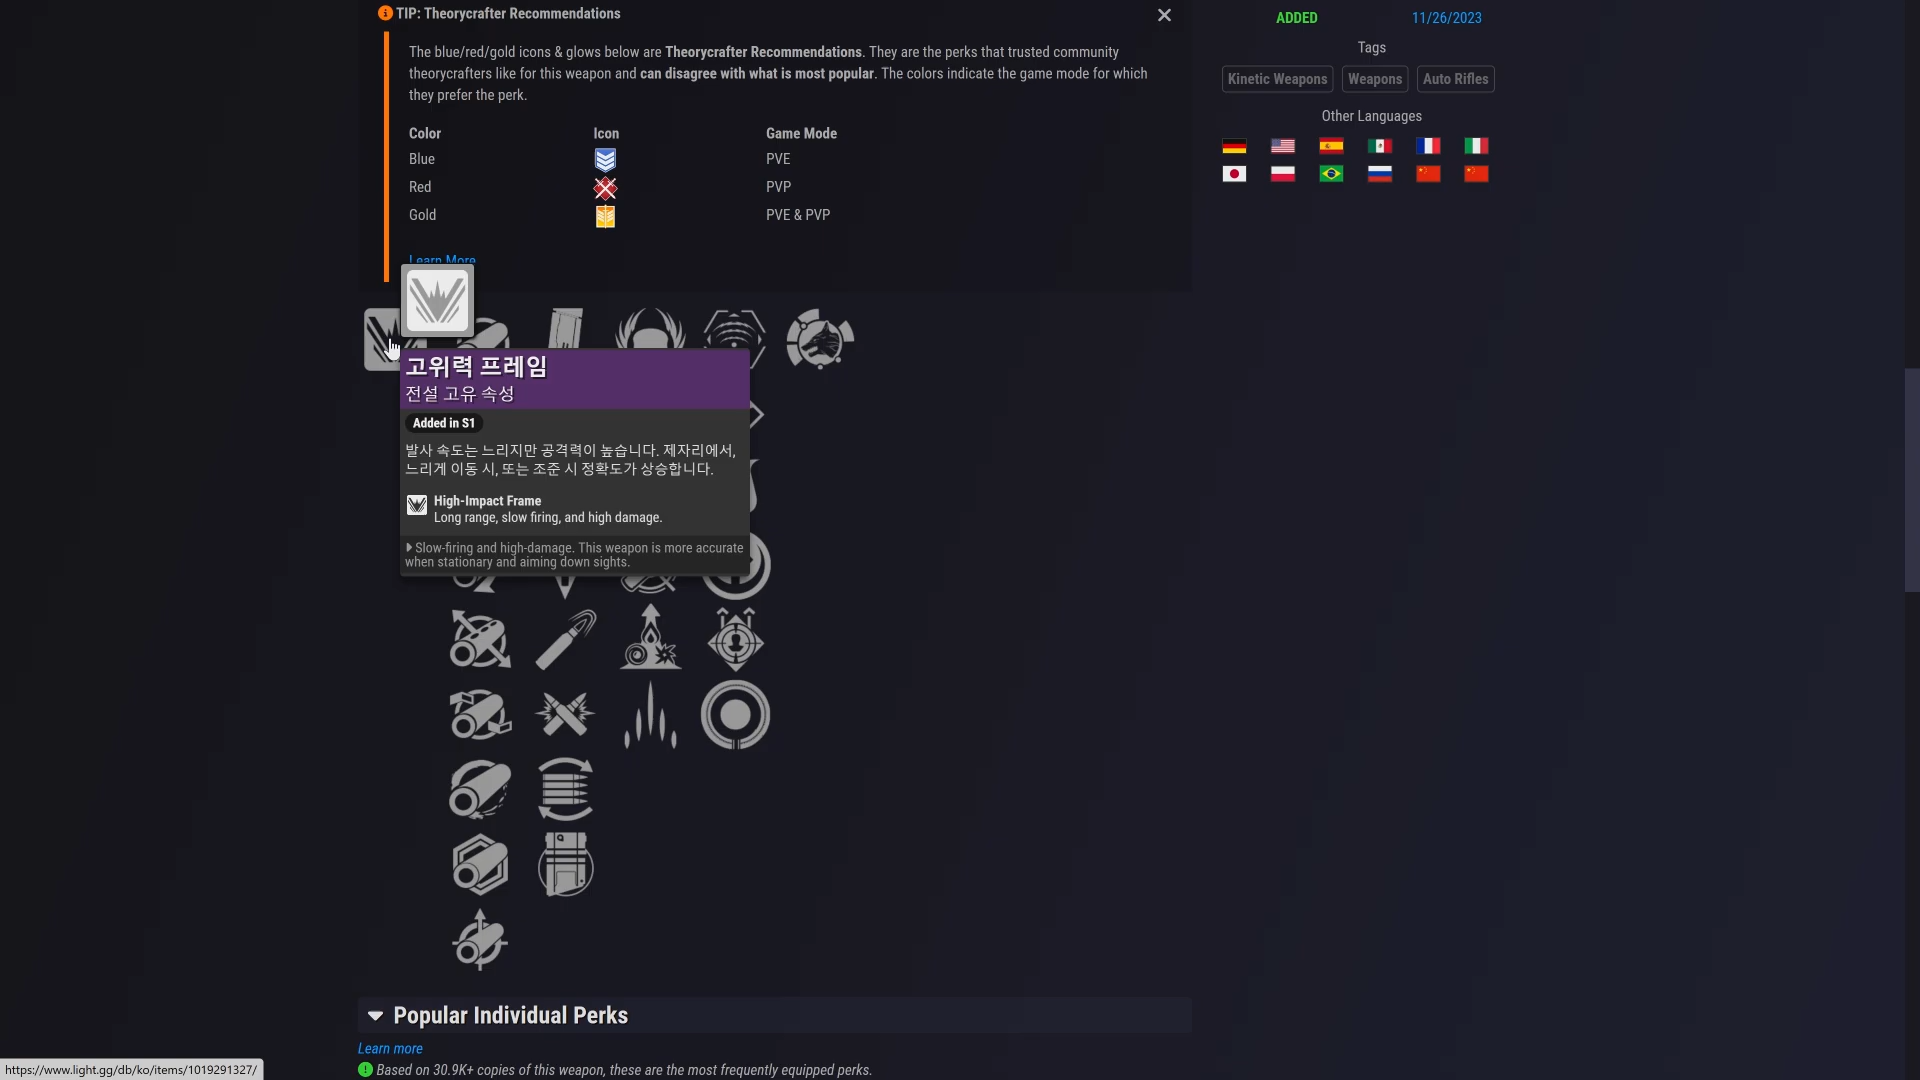 TIP: Theorycrafter Recommendations
The blue/red/gold icons & glows below are Theorycrafter Recommendations. They are the perks that trusted community
theorycrafters like for this weapon and can disagree with what is most popular. The colors indicate the game mode for which
they prefer the perk.
Color Icon Game Mode
Blue PVE
Red PVP
Gold PVE & PVP
Learn More
고위력 프레임
전설 고유 속성
Added in S1
발사 속도는 느리지만 공격력이 높습니다. 제자리에서,
느리게 이동 시, 또는 조준 시 정확도가 상승합니다.
High-Impact Frame
Long range, slow firing, and high damage.
Slow-firing and high-damage. This weapon is more accurate
when stationary and aiming down sights.
Popular Individual Perks
Learn more
Based on 30.9K+ copies of this weapon, these are the most frequently equipped perks.
ADDED 11/26/2023
Tags
Kinetic Weapons Weapons Auto Rifles
Other Languages
https://www.light.gg/db/ko/items/1019291327/